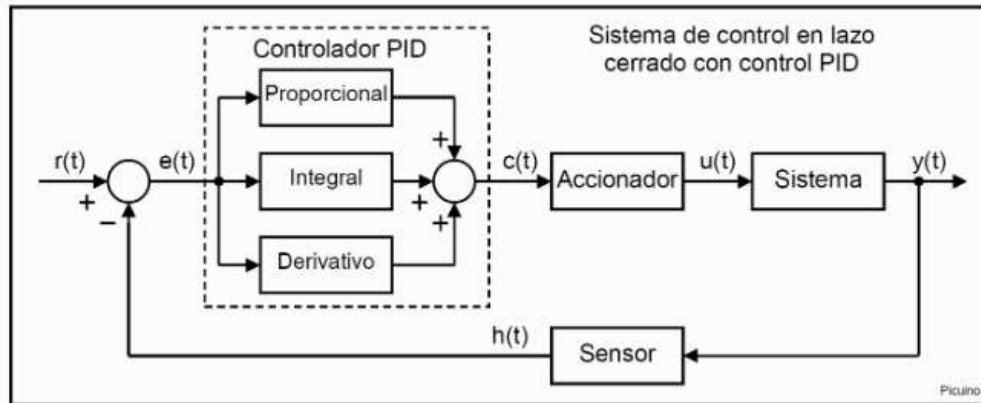 Controlador PID
Sistema de control en lazo
cerrado con control PID
Proporcional
r(t)
e(t)
Integral
c(t)
Accionador
u(t)
Sistema
y(t)
+
+
+
+
−
Derivativo
h(t)
Sensor
Picuino